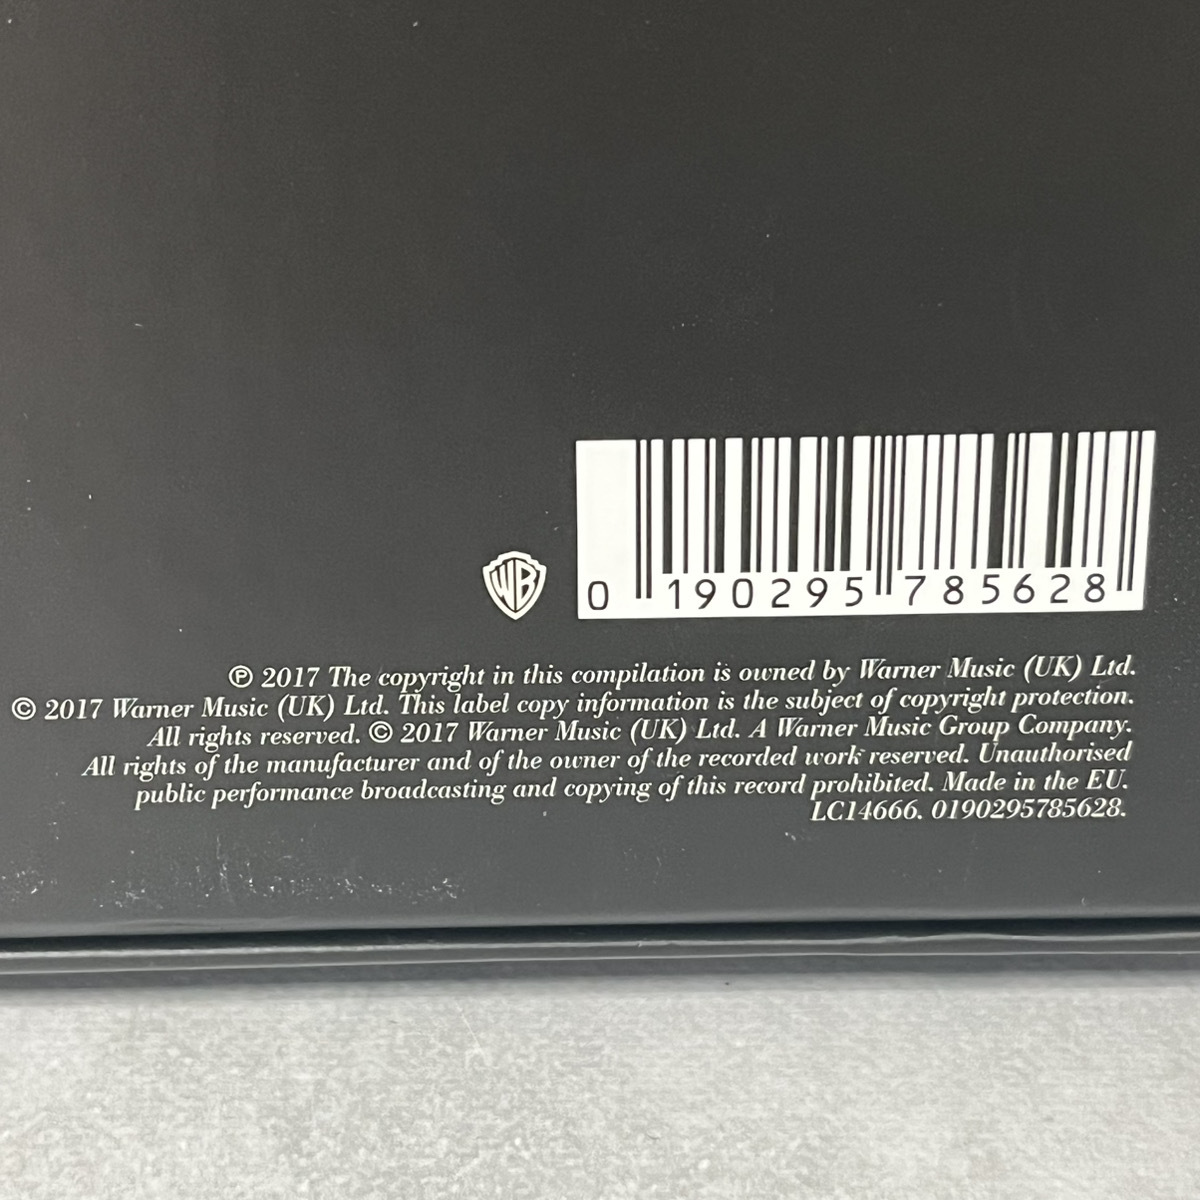 WB
0 190295 785628
℗ 2017 The copyright in this compilation is owned by Warner Music (UK) Ltd.
© 2017 Warner Music (UK) Ltd. This label copy information is the subject of copyright protection.
All rights reserved. © 2017 Warner Music (UK) Ltd. A Warner Music Group Company.
All rights of the manufacturer and of the owner of the recorded work reserved. Unauthorised
public performance broadcasting and copying of this record prohibited. Made in the EU.
LC14666. 0190295785628.